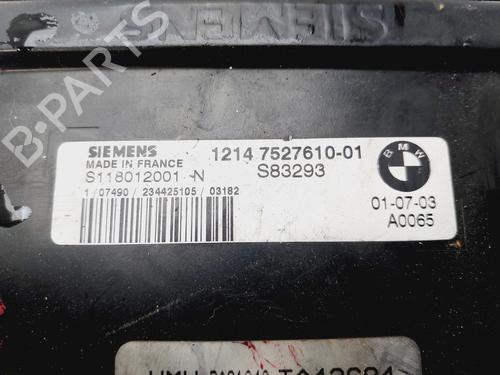 SIEMENS
B-PARTS
SIEMENS
MADE IN FRANCE
S118012001 -N
1 / 07490 / 234425105 / 03182
1214 7527610-01
S83293
BMW
01-07-03
A0065